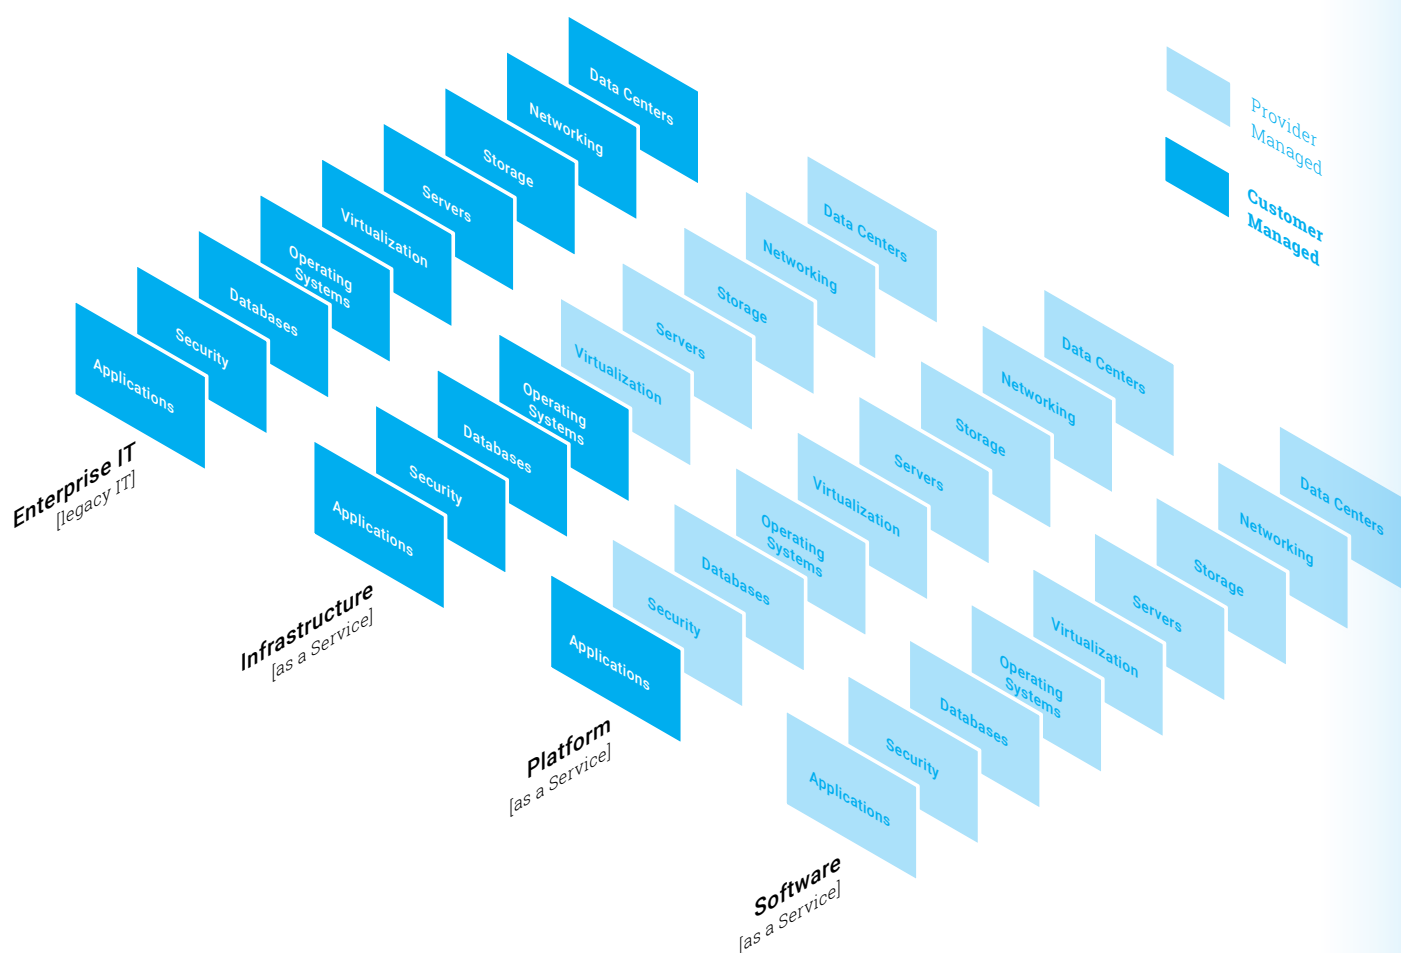 Data Centers
Networking
Storage
Servers
Virtualization
Operating
Systems
Databases
Security
Applications
Enterprise IT
[legacy IT]
Data Centers
Networking
Storage
Servers
Virtualization
Operating
Systems
Databases
Security
Applications
Infrastructure
[as a Service]
Data Centers
Networking
Storage
Servers
Virtualization
Operating
Systems
Databases
Security
Applications
Platform
[as a Service]
Data Centers
Networking
Storage
Servers
Virtualization
Operating
Systems
Databases
Security
Applications
Software
[as a Service]
Provider
Managed
Customer
Managed